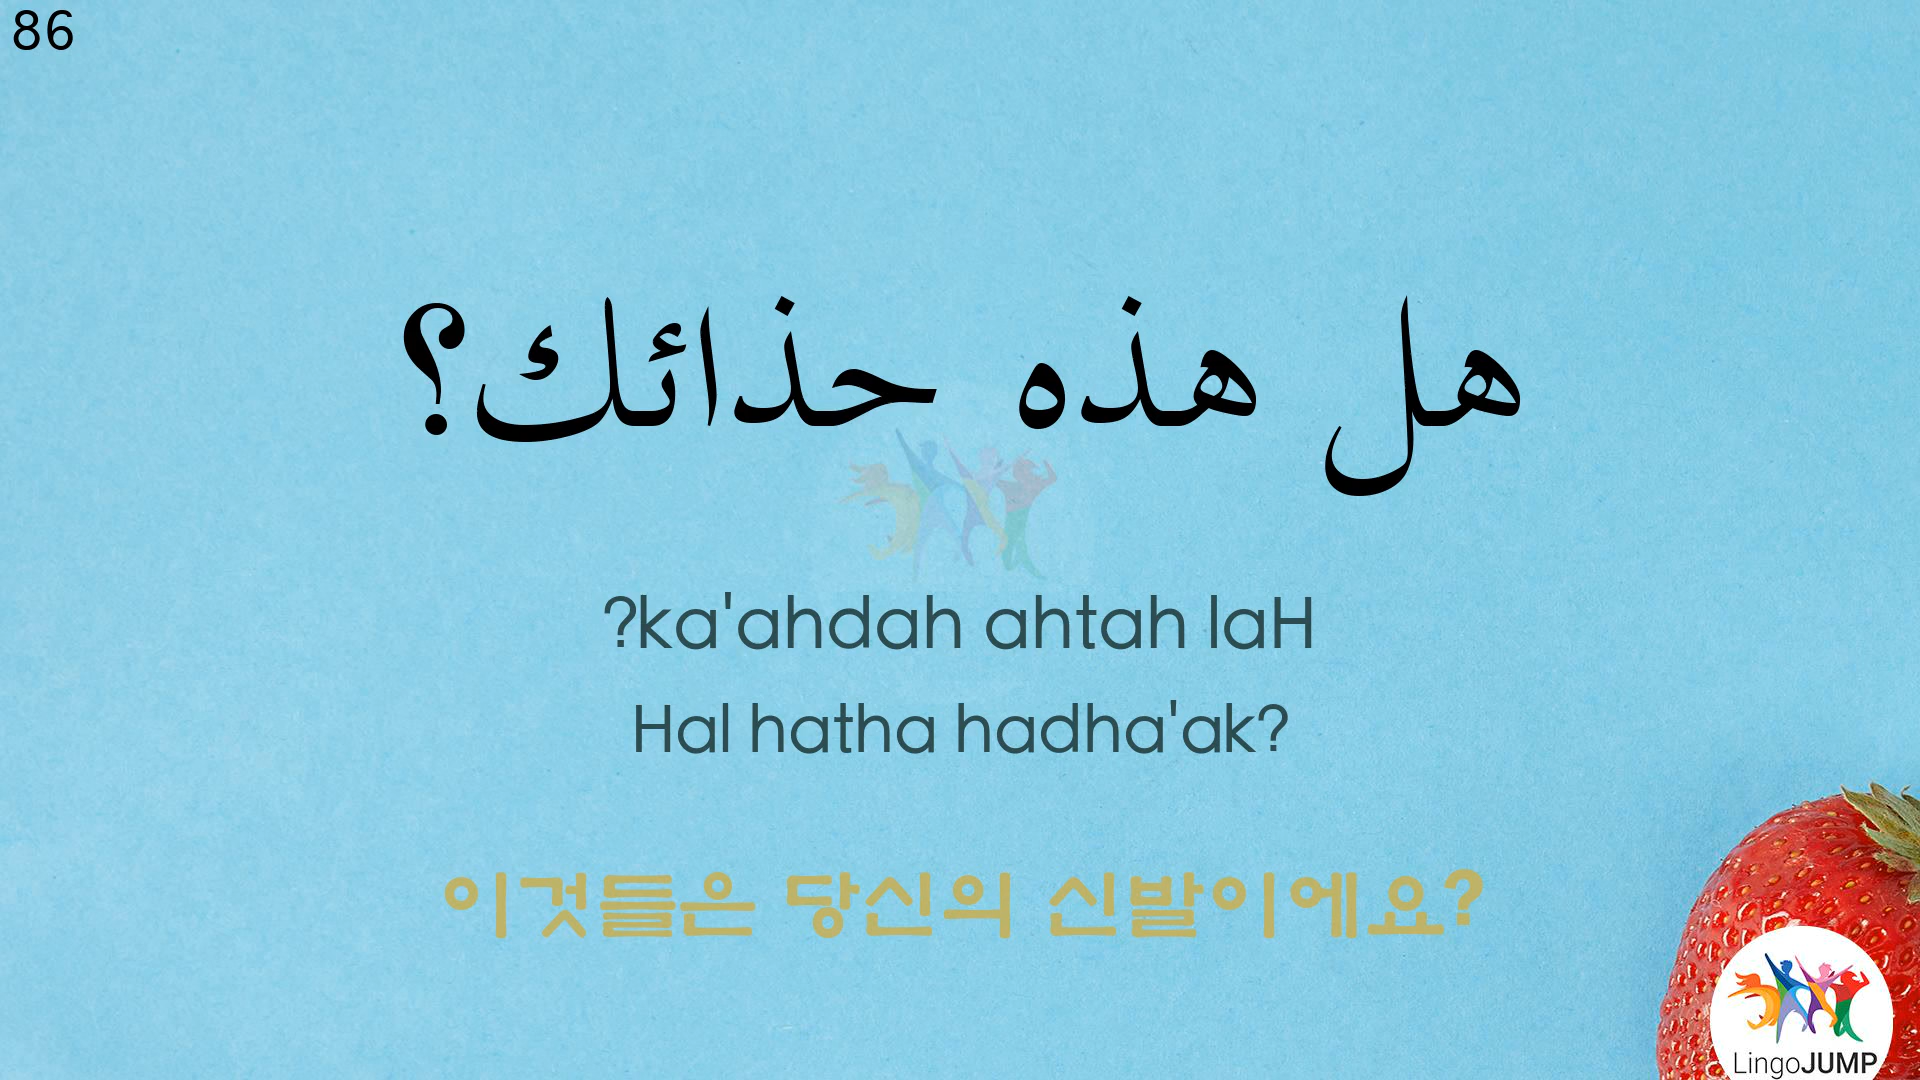 86
هل هذه حذائك؟
?ka'ahdah ahtah laH
Hal hatha hadha'ak?
이것들은 당신의 신발이에요?
LingoJUMP